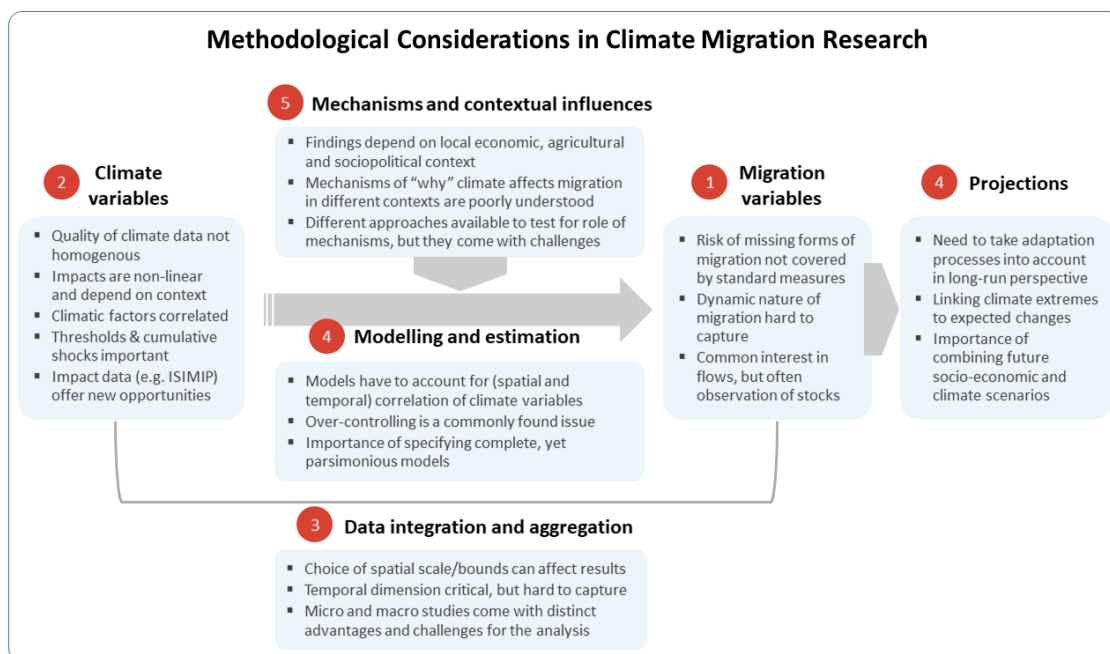 Methodological Considerations in Climate Migration Research
5 Mechanisms and contextual influences
▪ Findings depend on local economic, agricultural
and sociopolitical context
▪ Mechanisms of “why” climate affects migration
in different contexts are poorly understood
▪ Different approaches available to test for role of
mechanisms, but they come with challenges
2 Climate
variables
▪ Quality of climate data not
homogenous
▪ Impacts are non-linear
and depend on context
▪ Climatic factors correlated
▪ Thresholds & cumulative
shocks important
▪ Impact data (e.g. ISIMIP)
offer new opportunities
4 Modelling and estimation
▪ Models have to account for (spatial and
temporal) correlation of climate variables
▪ Over-controlling is a commonly found issue
▪ Importance of specifying complete, yet
parsimonious models
1 Migration
variables
▪ Risk of missing forms of
migration not covered by
standard measures
▪ Dynamic nature of
migration hard to
capture
▪ Common interest in
flows, but often
observation of stocks
4 Projections
▪ Need to take adaptation
processes into account
in long-run perspective
▪ Linking climate extremes
to expected changes
▪ Importance of
combining future
socio-economic and
climate scenarios
3 Data integration and aggregation
▪ Choice of spatial scale/bounds can affect results
▪ Temporal dimension critical, but hard to capture
▪ Micro and macro studies come with distinct
advantages and challenges for the analysis